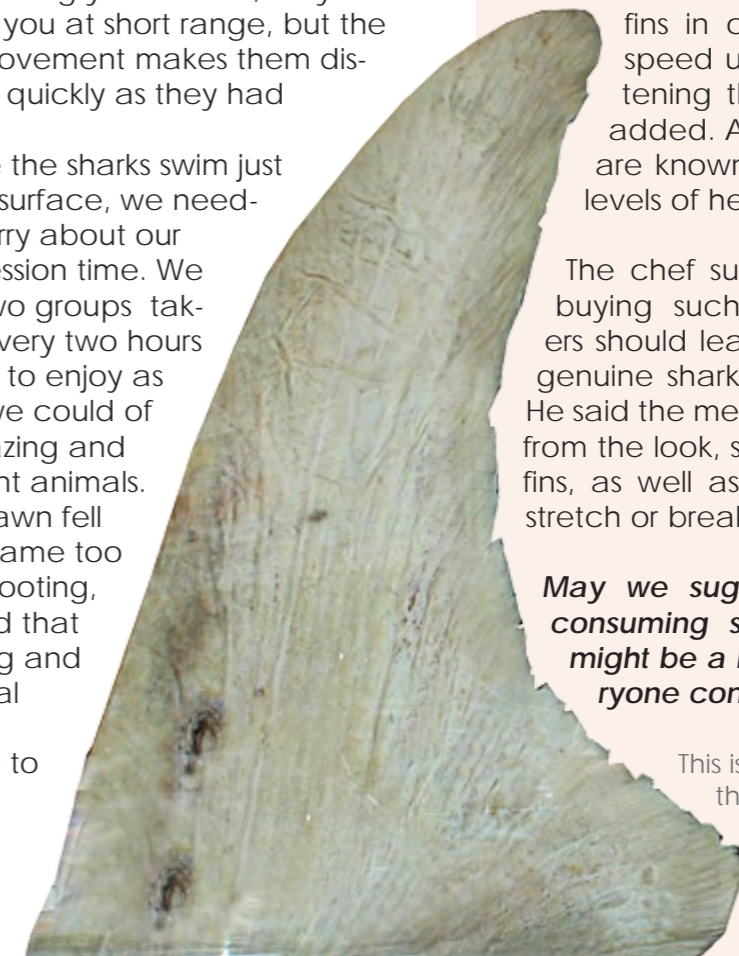 you at short range, but the
ovement makes them dis-
quickly as they had
the sharks swim just
surface, we need-
rry about our
ession time. We
wo groups tak-
very two hours
to enjoy as
we could of
zing and
nt animals.
awn fell
ame too
ooting,
d that
g and
al
to
fins in
speed u
tening th
added. A
are known
levels of he
The chef su
buying such
ers should lea
genuine shark
He said the me
from the look, s
fins, as well as
stretch or break
May we sug
consuming s
might be a
ryone con
This is
th